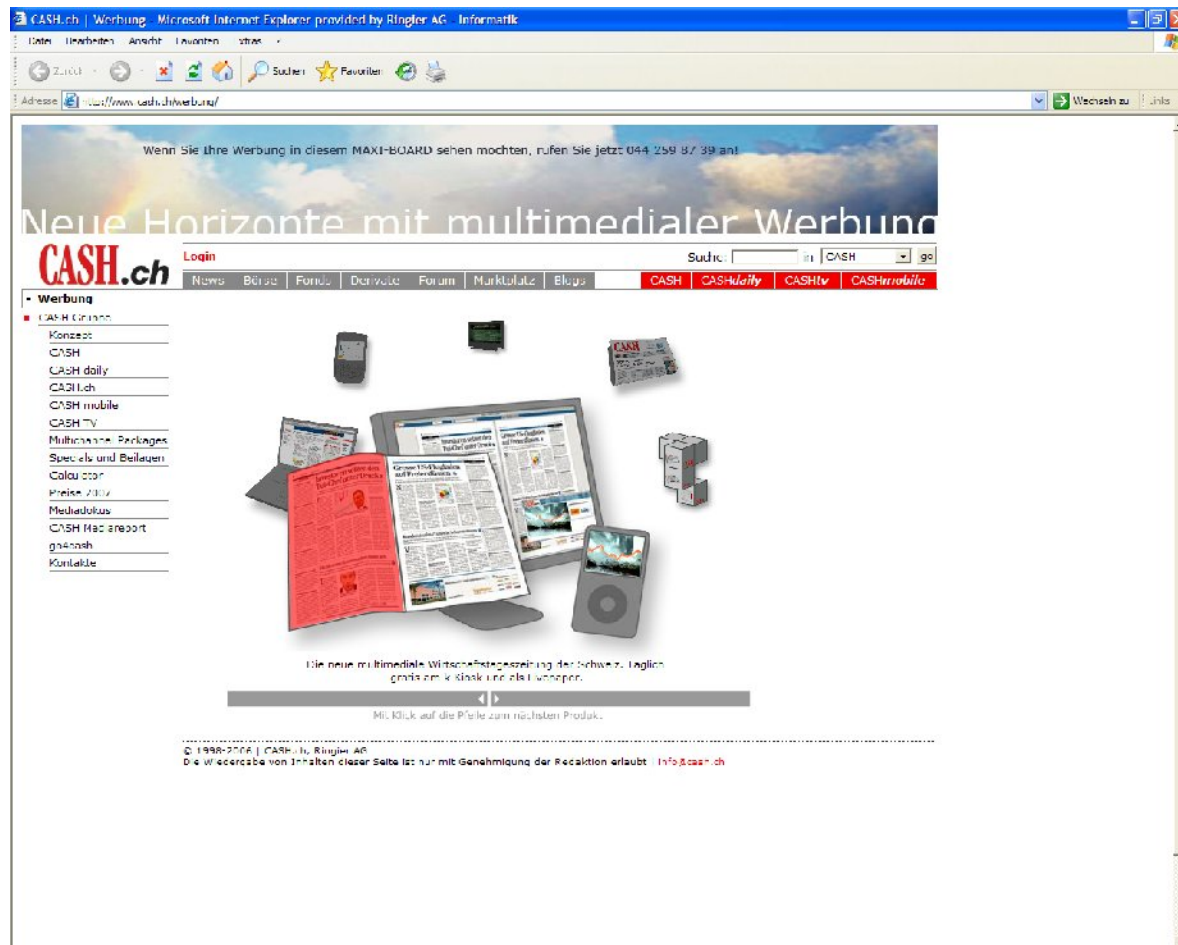 CASH.ch | Werbung - Microsoft Internet Explorer provided by Ringier AG - Informatik
Datei Bearbeiten Ansicht Favoriten Extras ?
Zurück Suchen Favoriten
Adresse http://www.cash.ch/werbung/ Wechseln zu Links
Wenn Sie Ihre Werbung in diesem MAXI-BOARD sehen möchten, rufen Sie jetzt 044 259 87 39 an!
Neue Horizonte mit multimedialer Werbung
CASH.ch
Login Suche: in CASH go
News Börse Fonds Derivate Forum Marktplatz Blogs CASH CASHdaily CASHtv CASHmobile
Werbung
CASH Gruppe
Konzept
CASH
CASH daily
CASH.ch
CASH mobile
CASH TV
Multichannel Packages
Specials und Beilagen
Calculator
Preise 2007
Mediadokus
CASH Mediareport
go4cash
Kontakte
CASH
Grosse US-Fluglinien
Die neue multimediale Wirtschaftstageszeitung der Schweiz. Täglich
gratis am k Kiosk und als E-Paper.
Mit Klick auf die Pfeile zum nächsten Produkt.
© 1998-2006 | CASH.ch, Ringier AG
Die Wiedergabe von Inhalten dieser Seite ist nur mit Genehmigung der Redaktion erlaubt | info@cash.ch